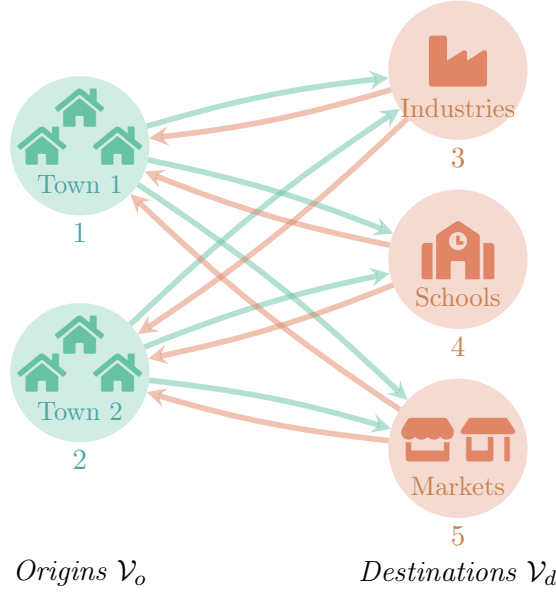 Town 1
1
Town 2
2
Industries
3
Schools
4
Markets
5
Origins 𝒱ₒ
Destinations 𝒱_d